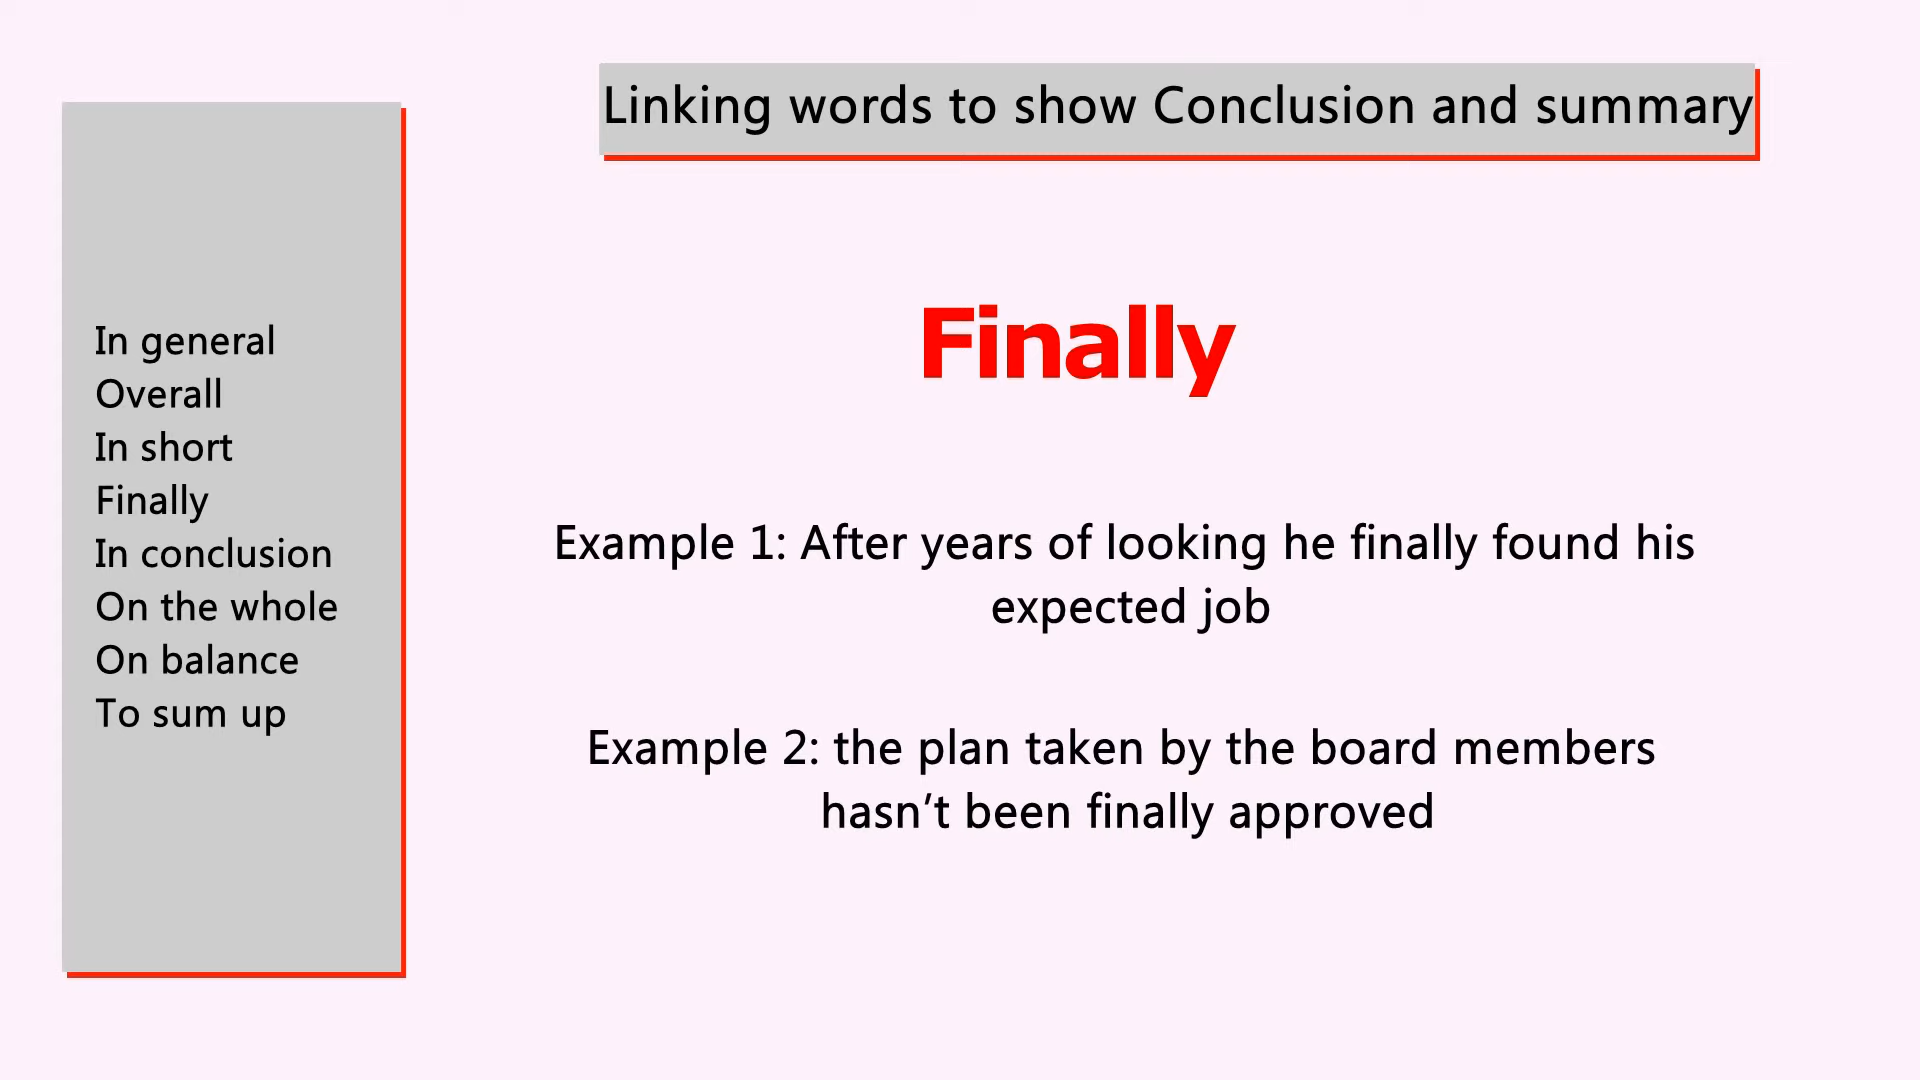 Linking words to show Conclusion and summary
In general
Overall
In short
Finally
In conclusion
On the whole
On balance
To sum up
Finally
Example 1: After years of looking he finally found his
expected job
Example 2: the plan taken by the board members
hasn’t been finally approved